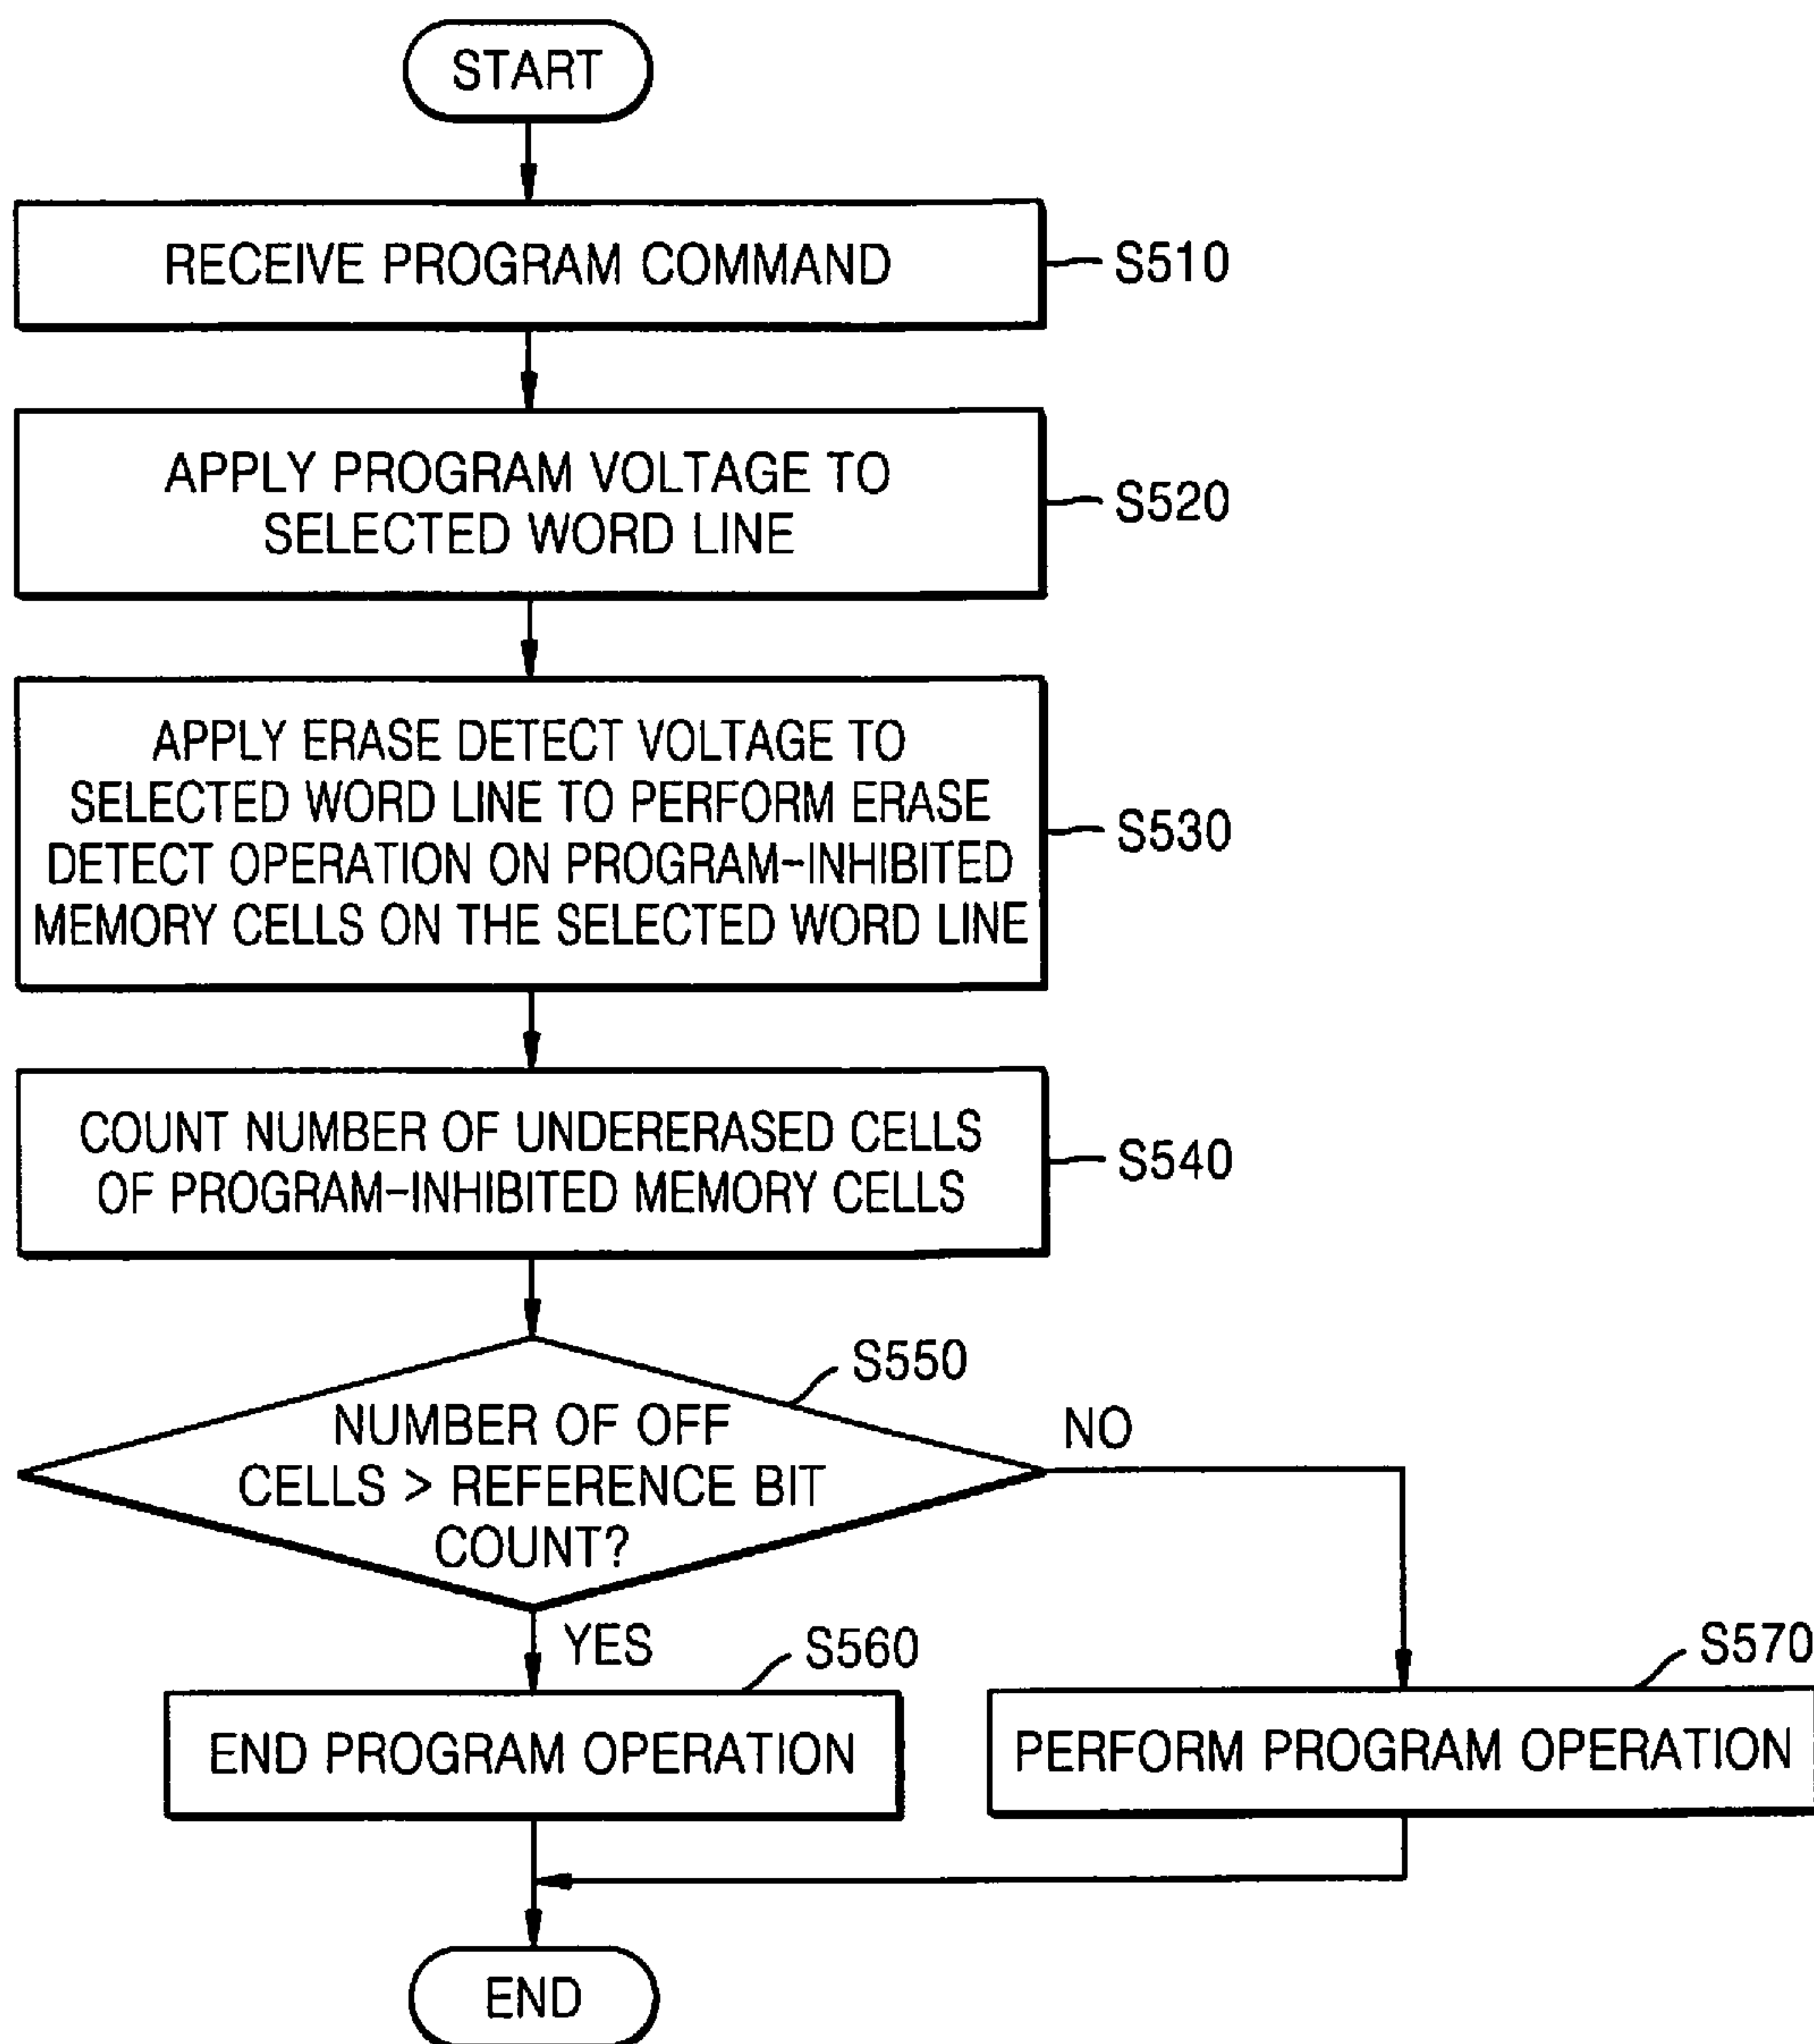 START
RECEIVE PROGRAM COMMAND
S510
APPLY PROGRAM VOLTAGE TO
SELECTED WORD LINE
S520
APPLY ERASE DETECT VOLTAGE TO
SELECTED WORD LINE TO PERFORM ERASE
DETECT OPERATION ON PROGRAM-INHIBITED
MEMORY CELLS ON THE SELECTED WORD LINE
S530
COUNT NUMBER OF UNDERERASED CELLS
OF PROGRAM-INHIBITED MEMORY CELLS
S540
S550
NUMBER OF OFF
CELLS > REFERENCE BIT
COUNT?
NO
YES
S560
S570
END PROGRAM OPERATION
PERFORM PROGRAM OPERATION
END